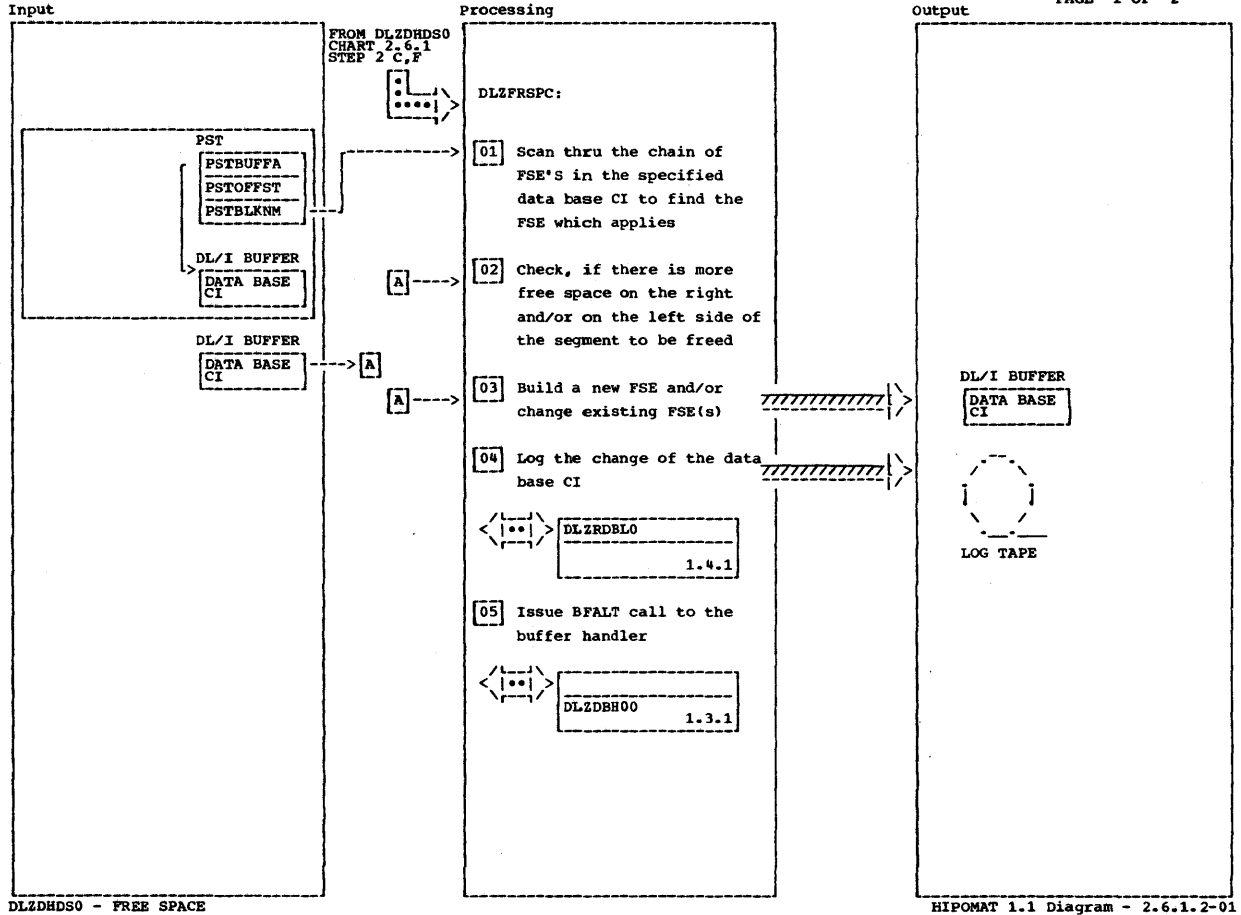 PAGE 1 OF 2
Input
Processing
Output
FROM DLZDHDS0
CHART 2.6.1
STEP 2 C,F
DLZFRSPC:
PST
PSTBUFFA
PSTOFFST
PSTBLKNM
DL/I BUFFER
DATA BASE
CI
DL/I BUFFER
DATA BASE
CI
A
01 Scan thru the chain of
FSE'S in the specified
data base CI to find the
FSE which applies
A
02 Check, if there is more
free space on the right
and/or on the left side of
the segment to be freed
A
03 Build a new FSE and/or
change existing FSE(s)
04 Log the change of the data
base CI
DLZRDBL0
1.4.1
05 Issue BFALT call to the
buffer handler
DLZDBH00
1.3.1
DL/I BUFFER
DATA BASE
CI
LOG TAPE
DLZDHDS0 - FREE SPACE
HIPOMAT 1.1 Diagram - 2.6.1.2-01